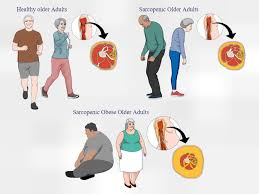 Healthy older Adults
Sarcopenic Older Adults
Sarcopenic Obese Older Adults